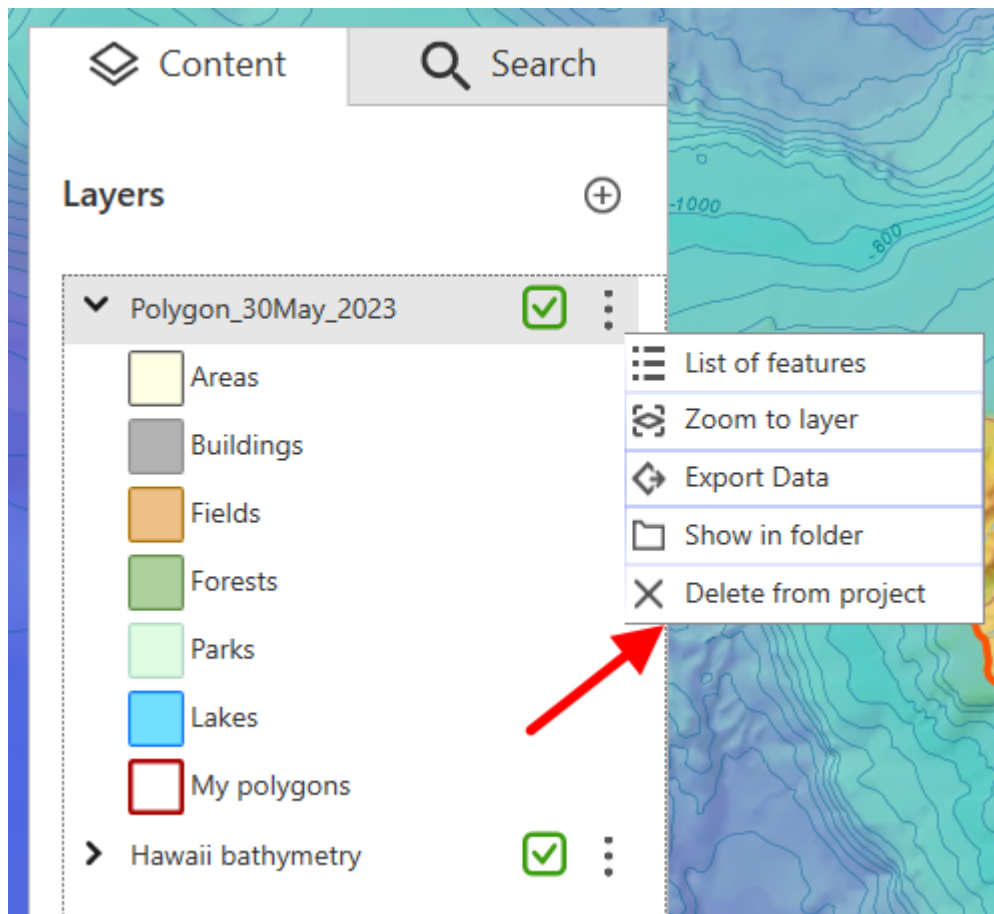 Content
Search
Layers
-1000
-800
Polygon_30May_2023
List of features
Areas
Zoom to layer
Buildings
Export Data
Fields
Show in folder
Forests
Delete from project
Parks
Lakes
My polygons
Hawaii bathymetry